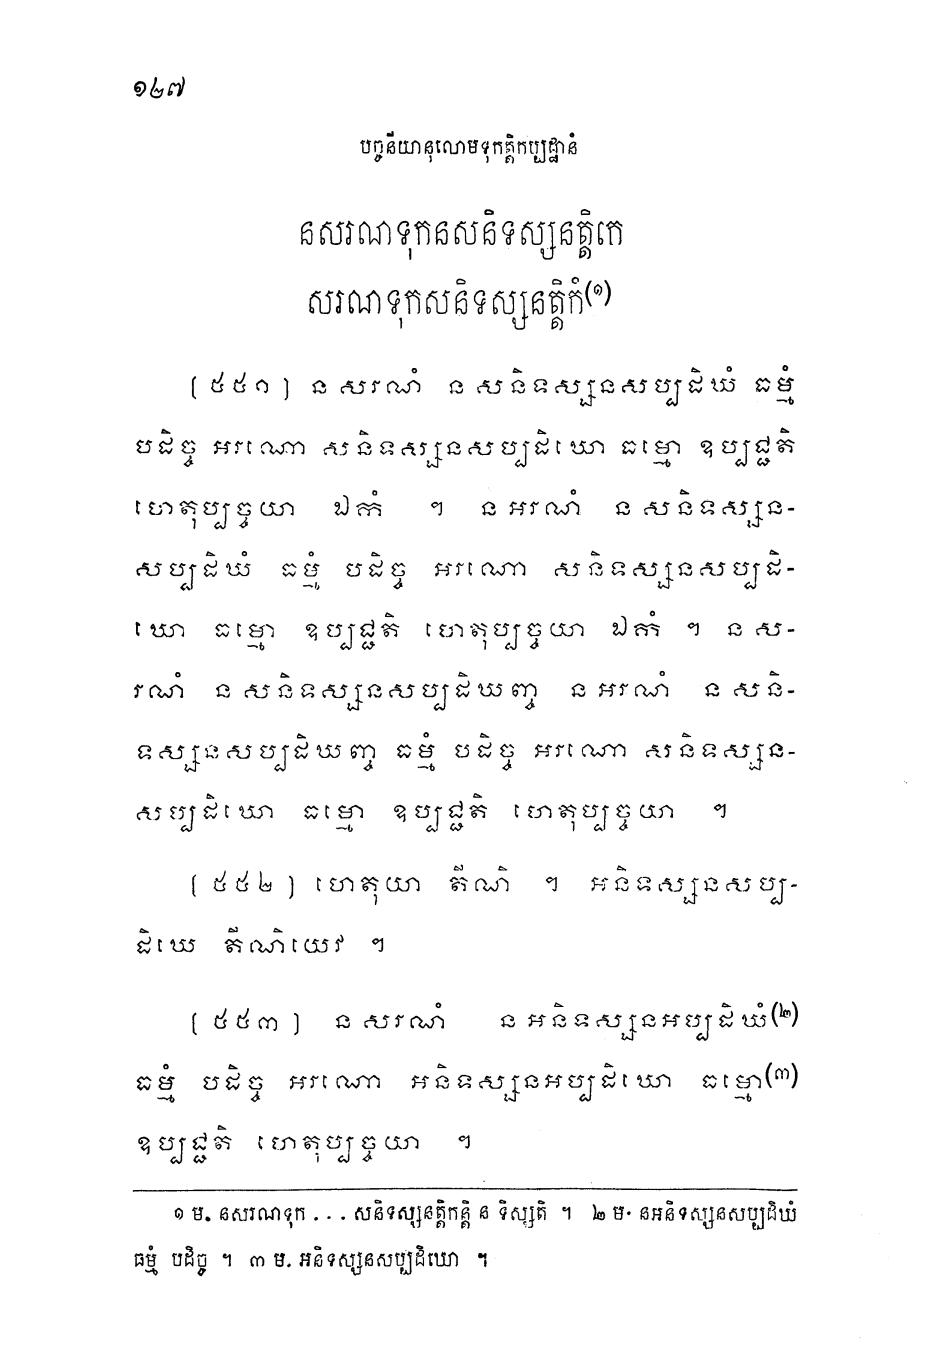 ១៤៧
បច្ចនីយានុលោមទុកត្តិកប្បដ្ឋានំ
នសរណទុកនសនិទស្សនត្តិកេ
សរណទុកសនិទស្សនត្តិកំ(១)
[៥៥១] ន សរណំ ន សនិទស្សនសប្បដិឃំ ធម្មំ
បដិច្ច អរណោ សនិទស្សនសប្បដិឃោ ធម្មោ ឧប្បជ្ជតិ
ហេតុប្បច្ចយា ឯកំ ។ ន អរណំ ន សនិទស្សន-
សប្បដិឃំ ធម្មំ បដិច្ច អរណោ សនិទស្សនសប្បដិ-
ឃោ ធម្មោ ឧប្បជ្ជតិ ហេតុប្បច្ចយា ឯកំ ។ ន ស-
រណំ ន សនិទស្សនសប្បដិឃញ្ច ន អរណំ ន សនិ-
ទស្សនសប្បដិឃញ្ច ធម្មំ បដិច្ច អរណោ សនិទស្សន-
សប្បដិឃោ ធម្មោ ឧប្បជ្ជតិ ហេតុប្បច្ចយា ។
[៥៥២] ហេតុយា តីណិ ។ អនិទស្សនសប្ប-
ដិឃេ តីណិយេវ ។
[៥៥៣] ន សរណំ ន អនិទស្សនអប្បដិឃំ(២)
ធម្មំ បដិច្ច អរណោ អនិទស្សនអប្បដិឃោ ធម្មោ(៣)
ឧប្បជ្ជតិ ហេតុប្បច្ចយា ។
១ ម. នសរណទុក ... សនិទស្សនត្តិកន្តិ ន ទិស្សតិ ។ ២ ម. នអនិទស្សនសប្បដិឃំ
ធម្មំ បដិច្ច ។ ៣ ម. អនិទស្សនសប្បដិឃោ ។